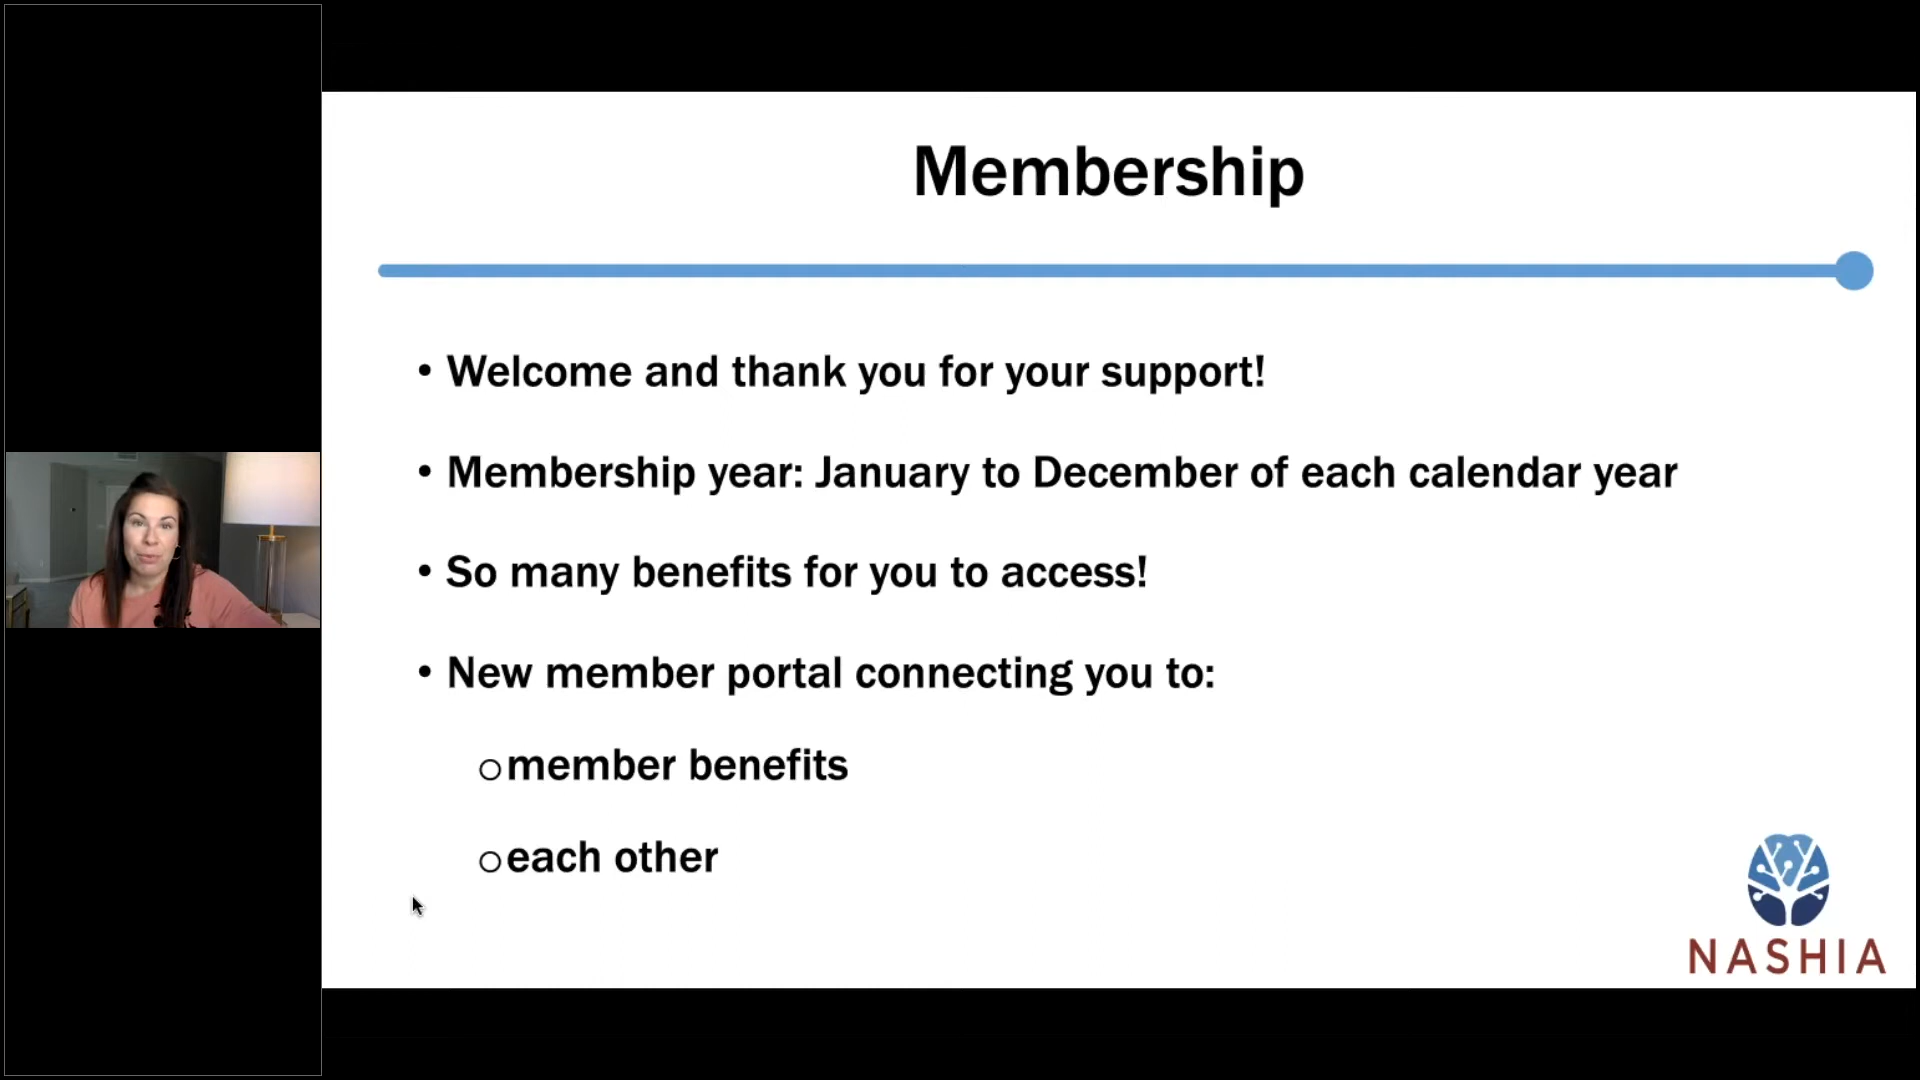 Membership
• Welcome and thank you for your support!
• Membership year: January to December of each calendar year
• So many benefits for you to access!
• New member portal connecting you to:
o member benefits
o each other
NASHIA